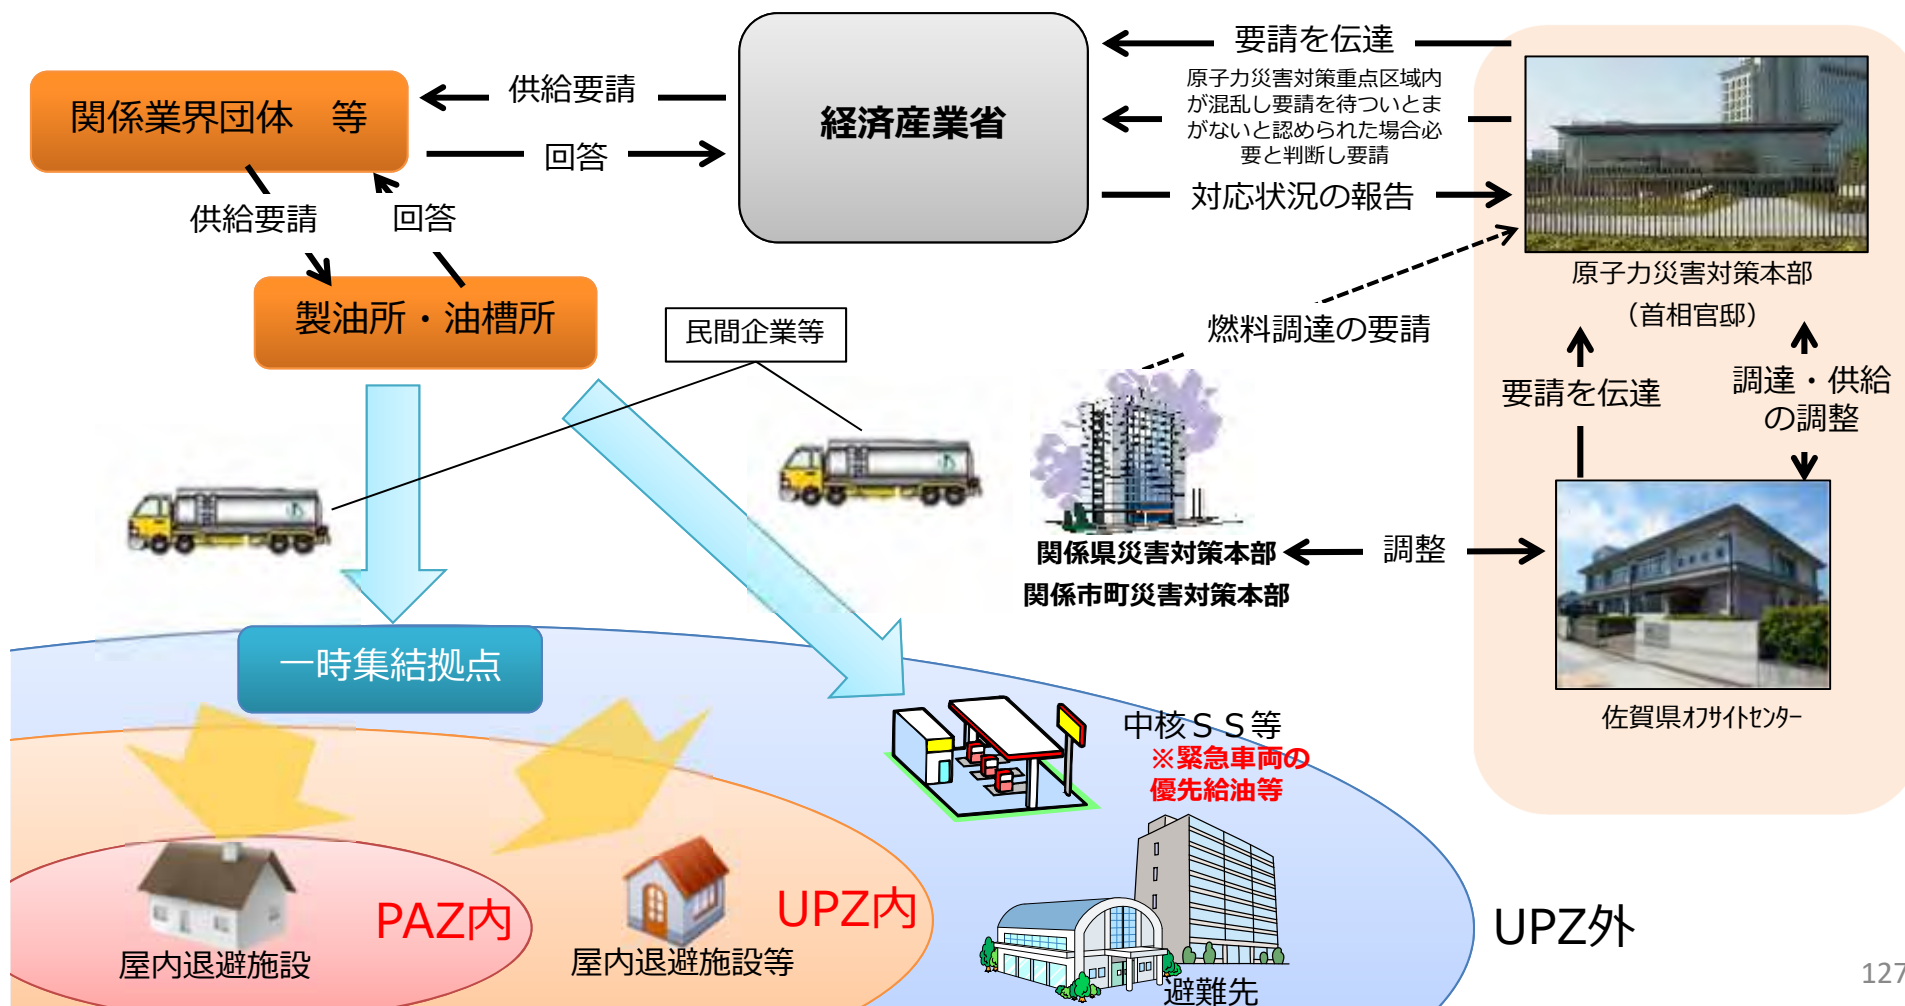 要請を伝達
原子力災害対策重点区域内
が混乱し要請を待ついとま
がないと認められた場合必
要と判断し要請
対応状況の報告
経済産業省
供給要請
回答
関係業界団体　等
供給要請
回答
製油所・油槽所
民間企業等
原子力災害対策本部
（首相官邸）
燃料調達の要請
要請を伝達
調達・供給
の調整
関係県災害対策本部
関係市町災害対策本部
調整
佐賀県ｵﾌｻｲﾄｾﾝﾀｰ
一時集結拠点
中核ＳＳ等
※緊急車両の
優先給油等
PAZ内
屋内退避施設
UPZ内
屋内退避施設等
避難先
UPZ外
127